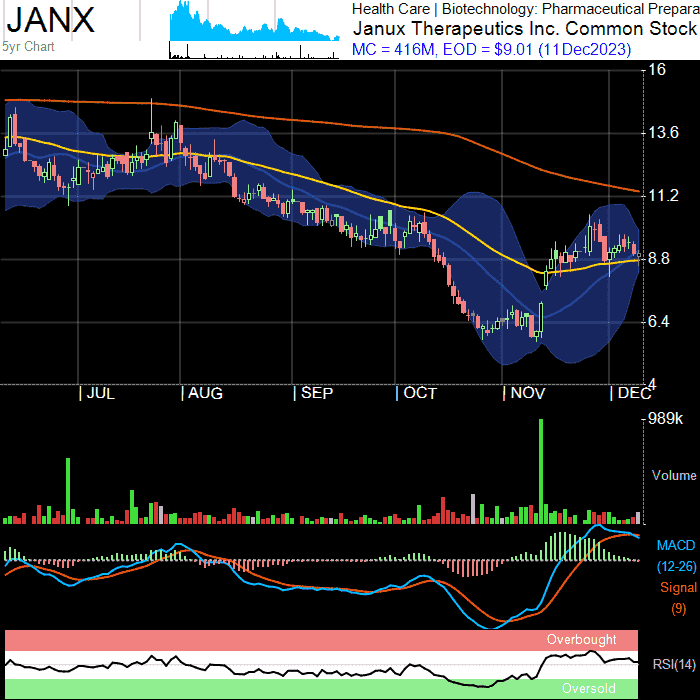 JANX
5yr Chart
Health Care | Biotechnology: Pharmaceutical Prepara
Janux Therapeutics Inc. Common Stock
MC = 416M, EOD = $9.01 (11Dec2023)
16
13.6
11.2
8.8
6.4
4
JUL AUG SEP OCT NOV DEC
989k
Volume
MACD
(12-26)
Signal
(9)
Overbought
RSI(14)
Oversold